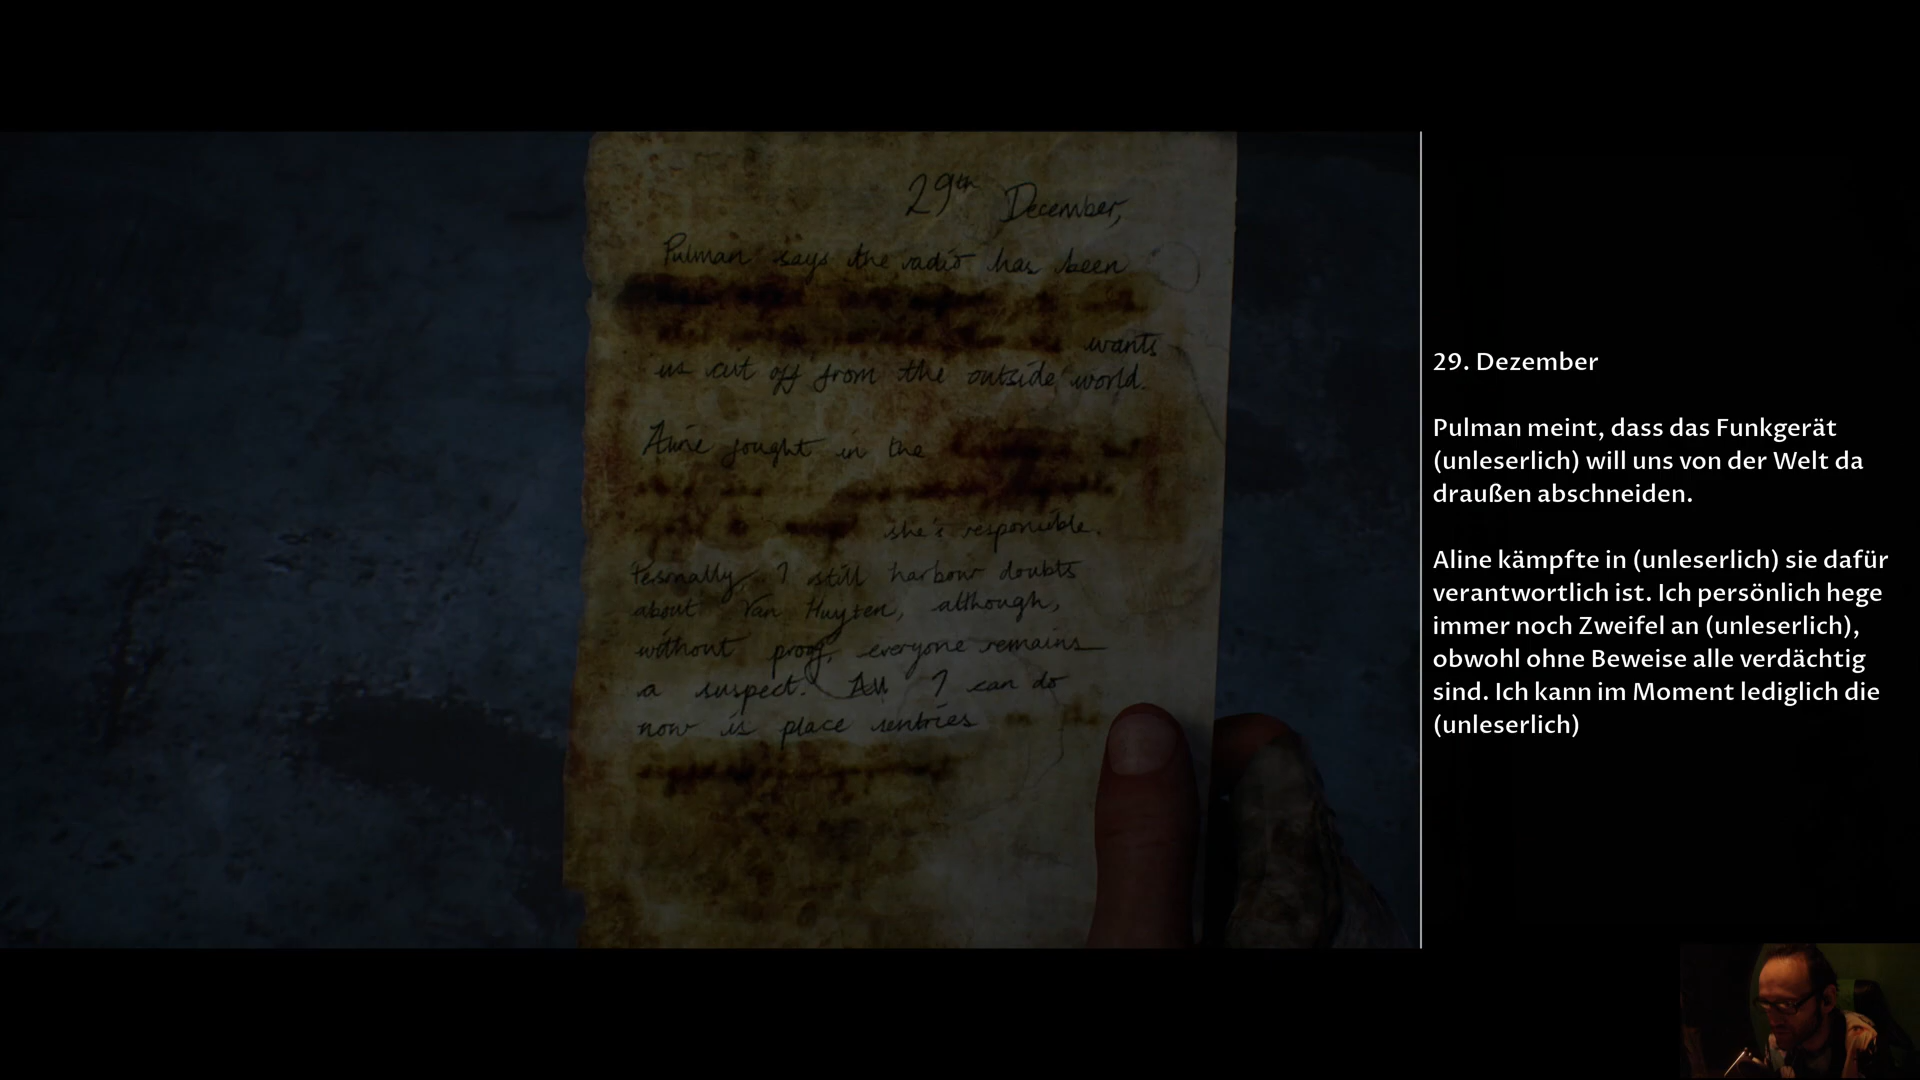 29th December,
Pulman says the radio has been
wants
us cut off from the outside world.
Aline fought in the
she's responsible.
Personally I still harbour doubts
about Van Huyten, although,
without proof, everyone remains
a suspect. All I can do
now is place sentries
29. Dezember
Pulman meint, dass das Funkgerät
(unleserlich) will uns von der Welt da
draußen abschneiden.
Aline kämpfte in (unleserlich) sie dafür
verantwortlich ist. Ich persönlich hege
immer noch Zweifel an (unleserlich),
obwohl ohne Beweise alle verdächtig
sind. Ich kann im Moment lediglich die
(unleserlich)